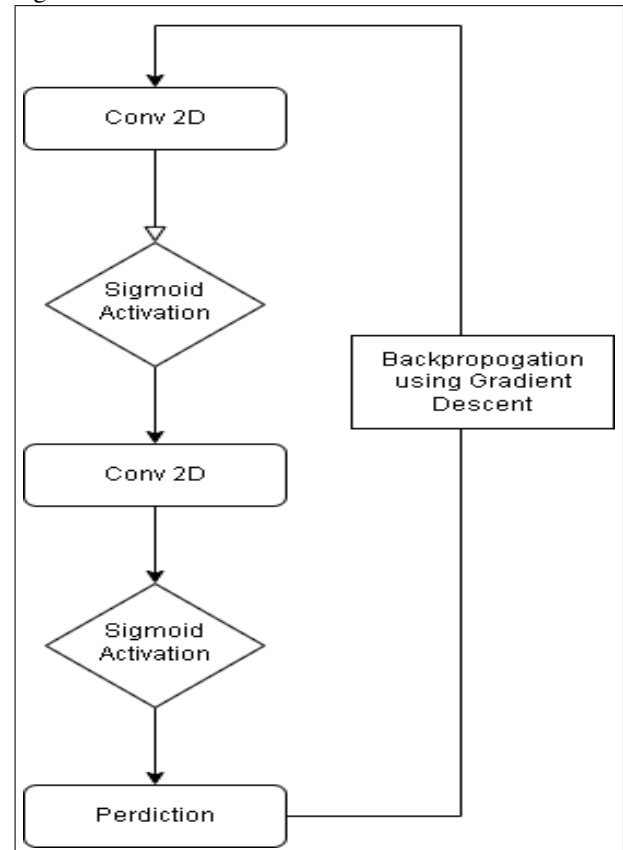 Conv 2D
Sigmoid
Activation
Backpropogation
using Gradient
Descent
Conv 2D
Sigmoid
Activation
Perdiction